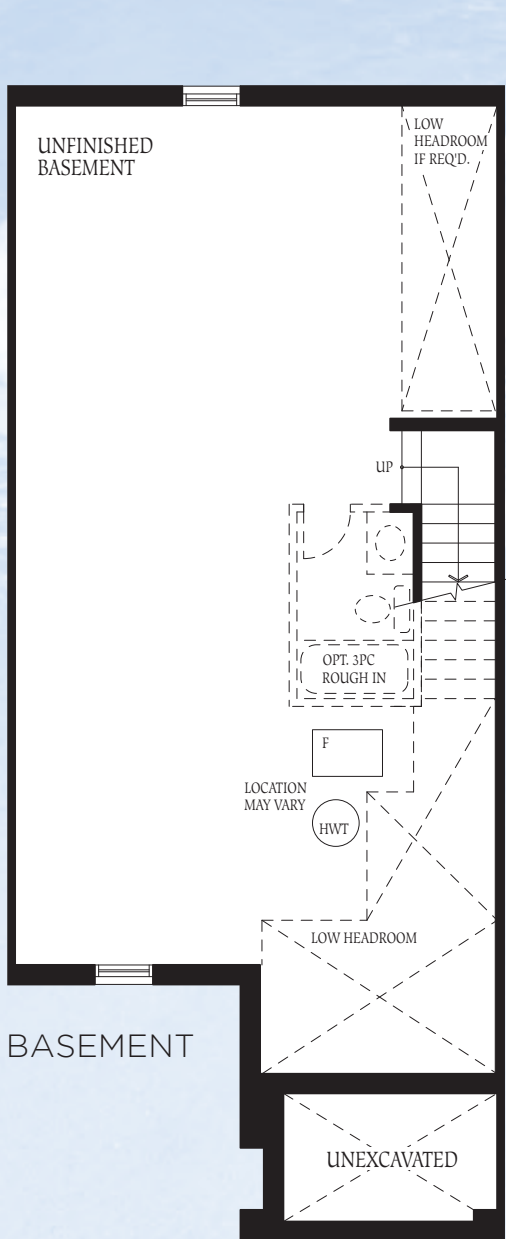 UNFINISHED
BASEMENT
LOW
HEADROOM
IF REQ'D.
UP
OPT. 3PC
ROUGH IN
F
LOCATION
MAY VARY
HWT
LOW HEADROOM
BASEMENT
UNEXCAVATED